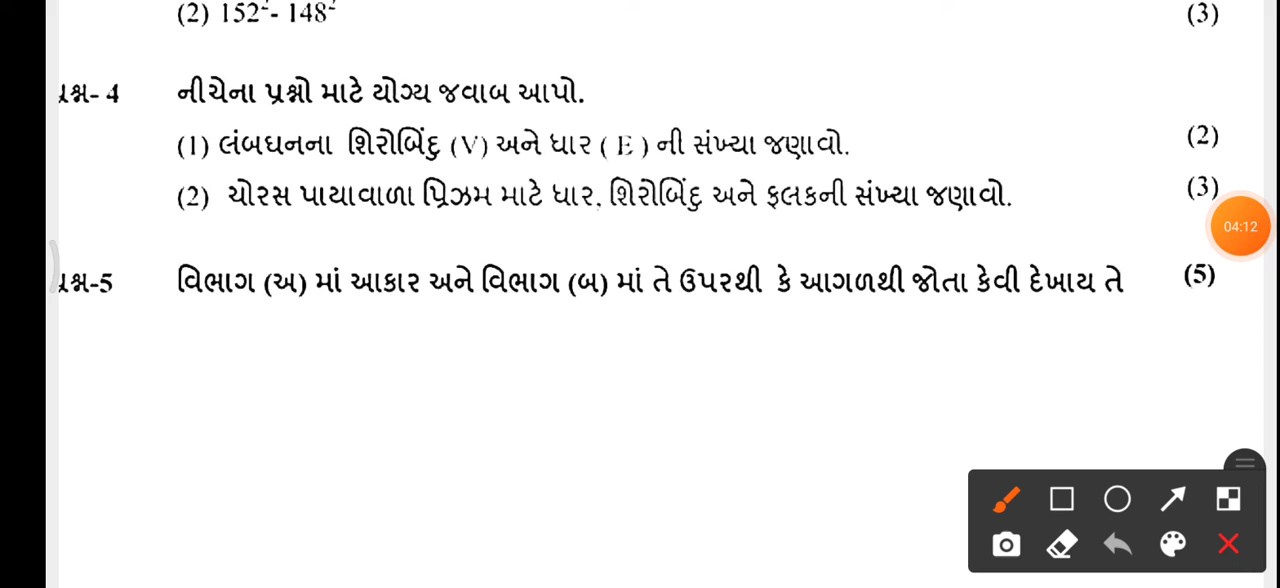 (2) 152²- 148² (3)
પ્રશ્ન- 4 નીચેના પ્રશ્નો માટે યોગ્ય જવાબ આપો.
(1) લંબઘનના શિરોબિંદુ (V) અને ધાર ( E ) ની સંખ્યા જણાવો. (2)
(2) ચોરસ પાયાવાળા પ્રિઝમ માટે ધાર, શિરોબિંદુ અને ફલકની સંખ્યા જણાવો. (3)
04:12
પ્રશ્ન-5 વિભાગ (અ) માં આકાર અને વિભાગ (બ) માં તે ઉપરથી કે આગળથી જોતા કેવી દેખાય તે (5)